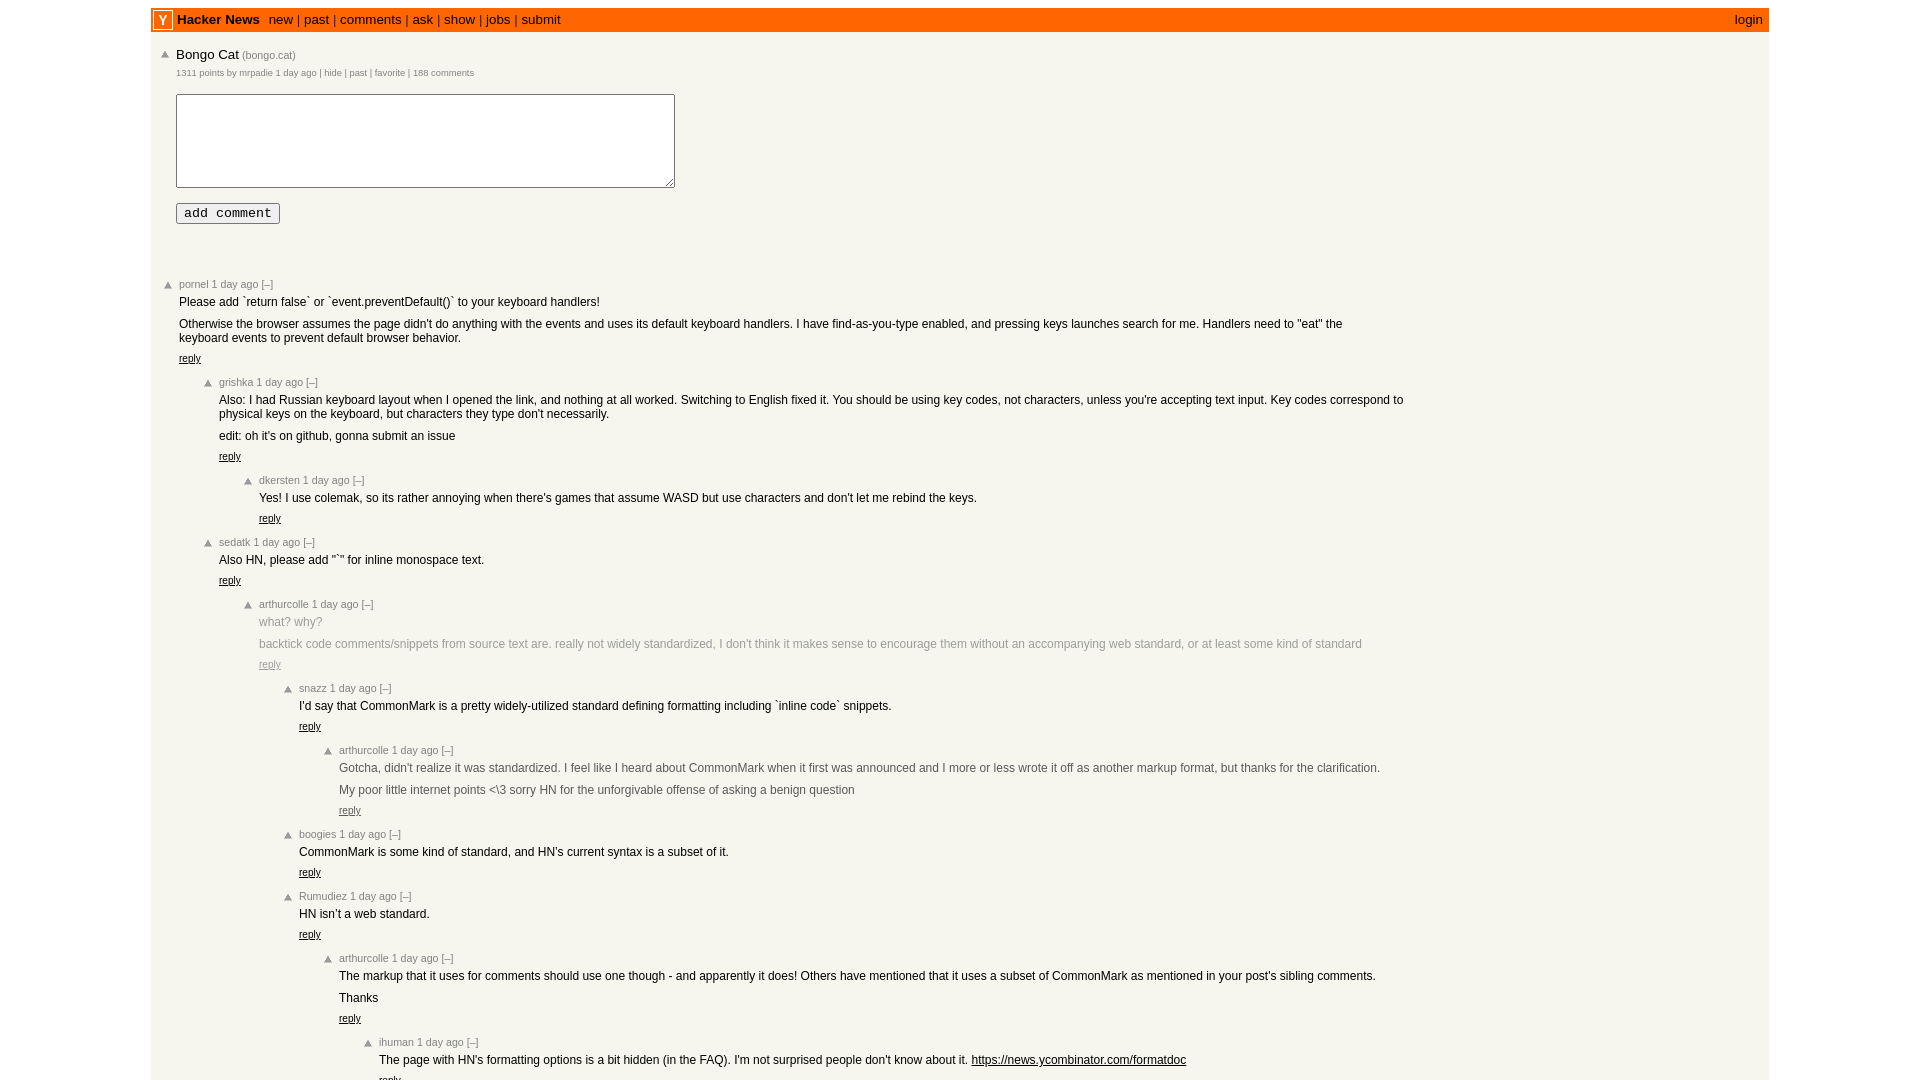 Y Hacker News new | past | comments | ask | show | jobs | submit login
Bongo Cat (bongo.cat)
1311 points by mrpadie 1 day ago | hide | past | favorite | 188 comments
add comment
pornel 1 day ago [–]
Please add `return false` or `event.preventDefault()` to your keyboard handlers!
Otherwise the browser assumes the page didn't do anything with the events and uses its default keyboard handlers. I have find-as-you-type enabled, and pressing keys launches search for me. Handlers need to "eat" the
keyboard events to prevent default browser behavior.
reply
grishka 1 day ago [–]
Also: I had Russian keyboard layout when I opened the link, and nothing at all worked. Switching to English fixed it. You should be using key codes, not characters, unless you're accepting text input. Key codes correspond to
physical keys on the keyboard, but characters they type don't necessarily.
edit: oh it's on github, gonna submit an issue
reply
dkersten 1 day ago [–]
Yes! I use colemak, so its rather annoying when there's games that assume WASD but use characters and don't let me rebind the keys.
reply
sedatk 1 day ago [–]
Also HN, please add "`" for inline monospace text.
reply
arthurcolle 1 day ago [–]
what? why?
backtick code comments/snippets from source text are. really not widely standardized, I don't think it makes sense to encourage them without an accompanying web standard, or at least some kind of standard
reply
snazz 1 day ago [–]
I'd say that CommonMark is a pretty widely-utilized standard defining formatting including `inline code` snippets.
reply
arthurcolle 1 day ago [–]
Gotcha, didn't realize it was standardized. I feel like I heard about CommonMark when it first was announced and I more or less wrote it off as another markup format, but thanks for the clarification.
My poor little internet points <\3 sorry HN for the unforgivable offense of asking a benign question
reply
boogies 1 day ago [–]
CommonMark is some kind of standard, and HN’s current syntax is a subset of it.
reply
Rumudiez 1 day ago [–]
HN isn’t a web standard.
reply
arthurcolle 1 day ago [–]
The markup that it uses for comments should use one though - and apparently it does! Others have mentioned that it uses a subset of CommonMark as mentioned in your post's sibling comments.
Thanks
reply
ihuman 1 day ago [–]
The page with HN's formatting options is a bit hidden (in the FAQ). I'm not surprised people don't know about it. https://news.ycombinator.com/formatdoc
reply